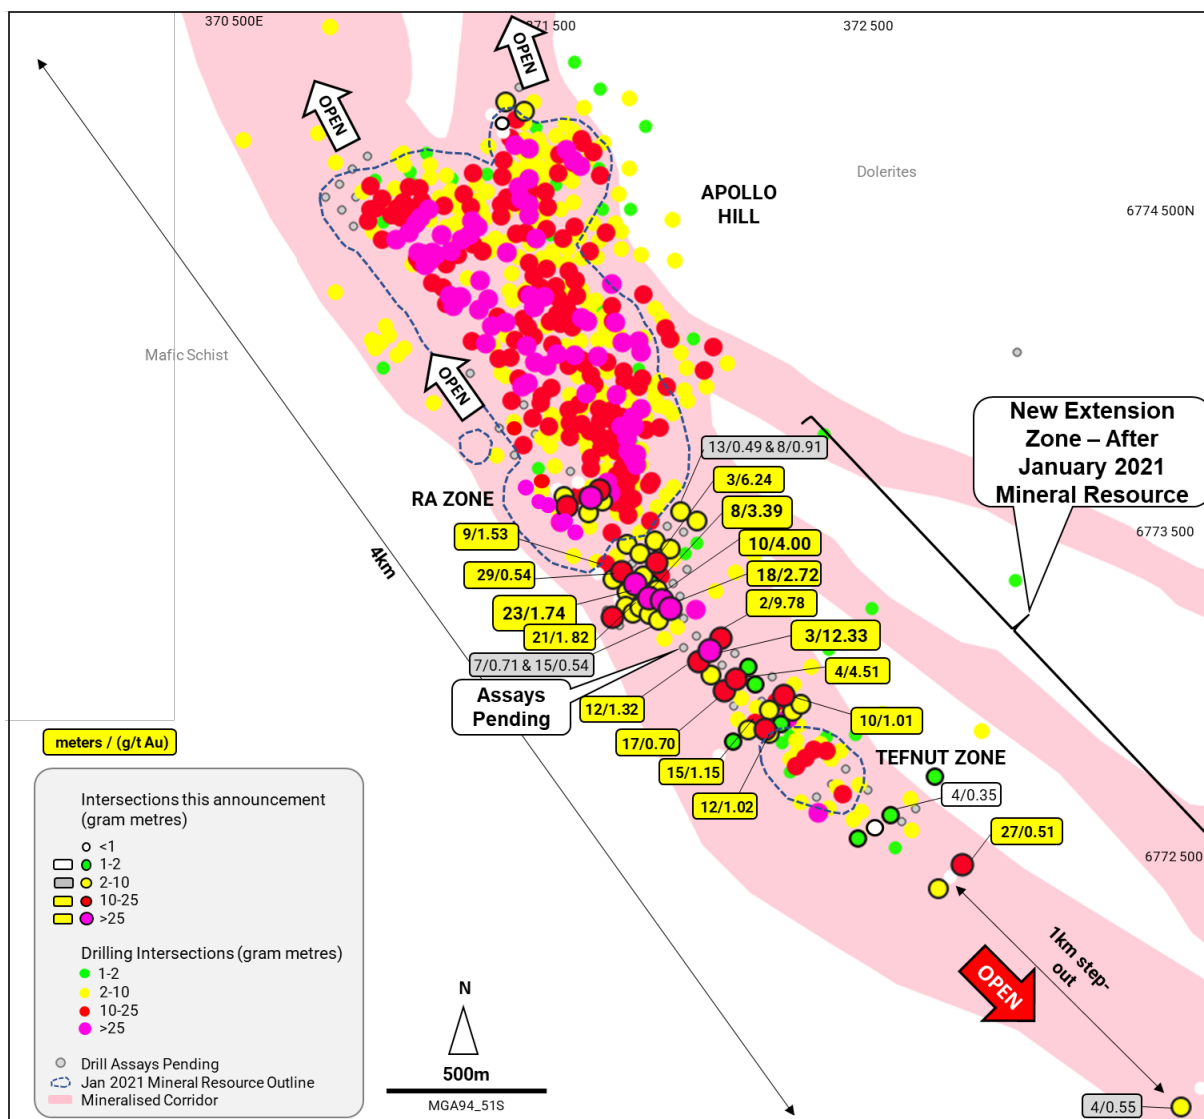 370 500E
371 500
372 500
OPEN
OPEN
Dolerites
APOLLO
HILL
6774 500N
Mafic Schist
OPEN
New Extension
Zone – After
January 2021
Mineral Resource
13/0.49 & 8/0.91
3/6.24
RA ZONE
8/3.39
9/1.53
10/4.00
6773 500
4km
29/0.54
18/2.72
23/1.74
2/9.78
21/1.82
3/12.33
7/0.71 & 15/0.54
4/4.51
Assays
Pending
12/1.32
10/1.01
17/0.70
meters / (g/t Au)
15/1.15
TEFNUT ZONE
12/1.02
4/0.35
27/0.51
6772 500
Intersections this announcement
(gram metres)
<1
1-2
2-10
10-25
>25
Drilling Intersections (gram metres)
1-2
2-10
10-25
>25
Drill Assays Pending
Jan 2021 Mineral Resource Outline
Mineralised Corridor
N
500m
MGA94_51S
1km step-
out
OPEN
4/0.55